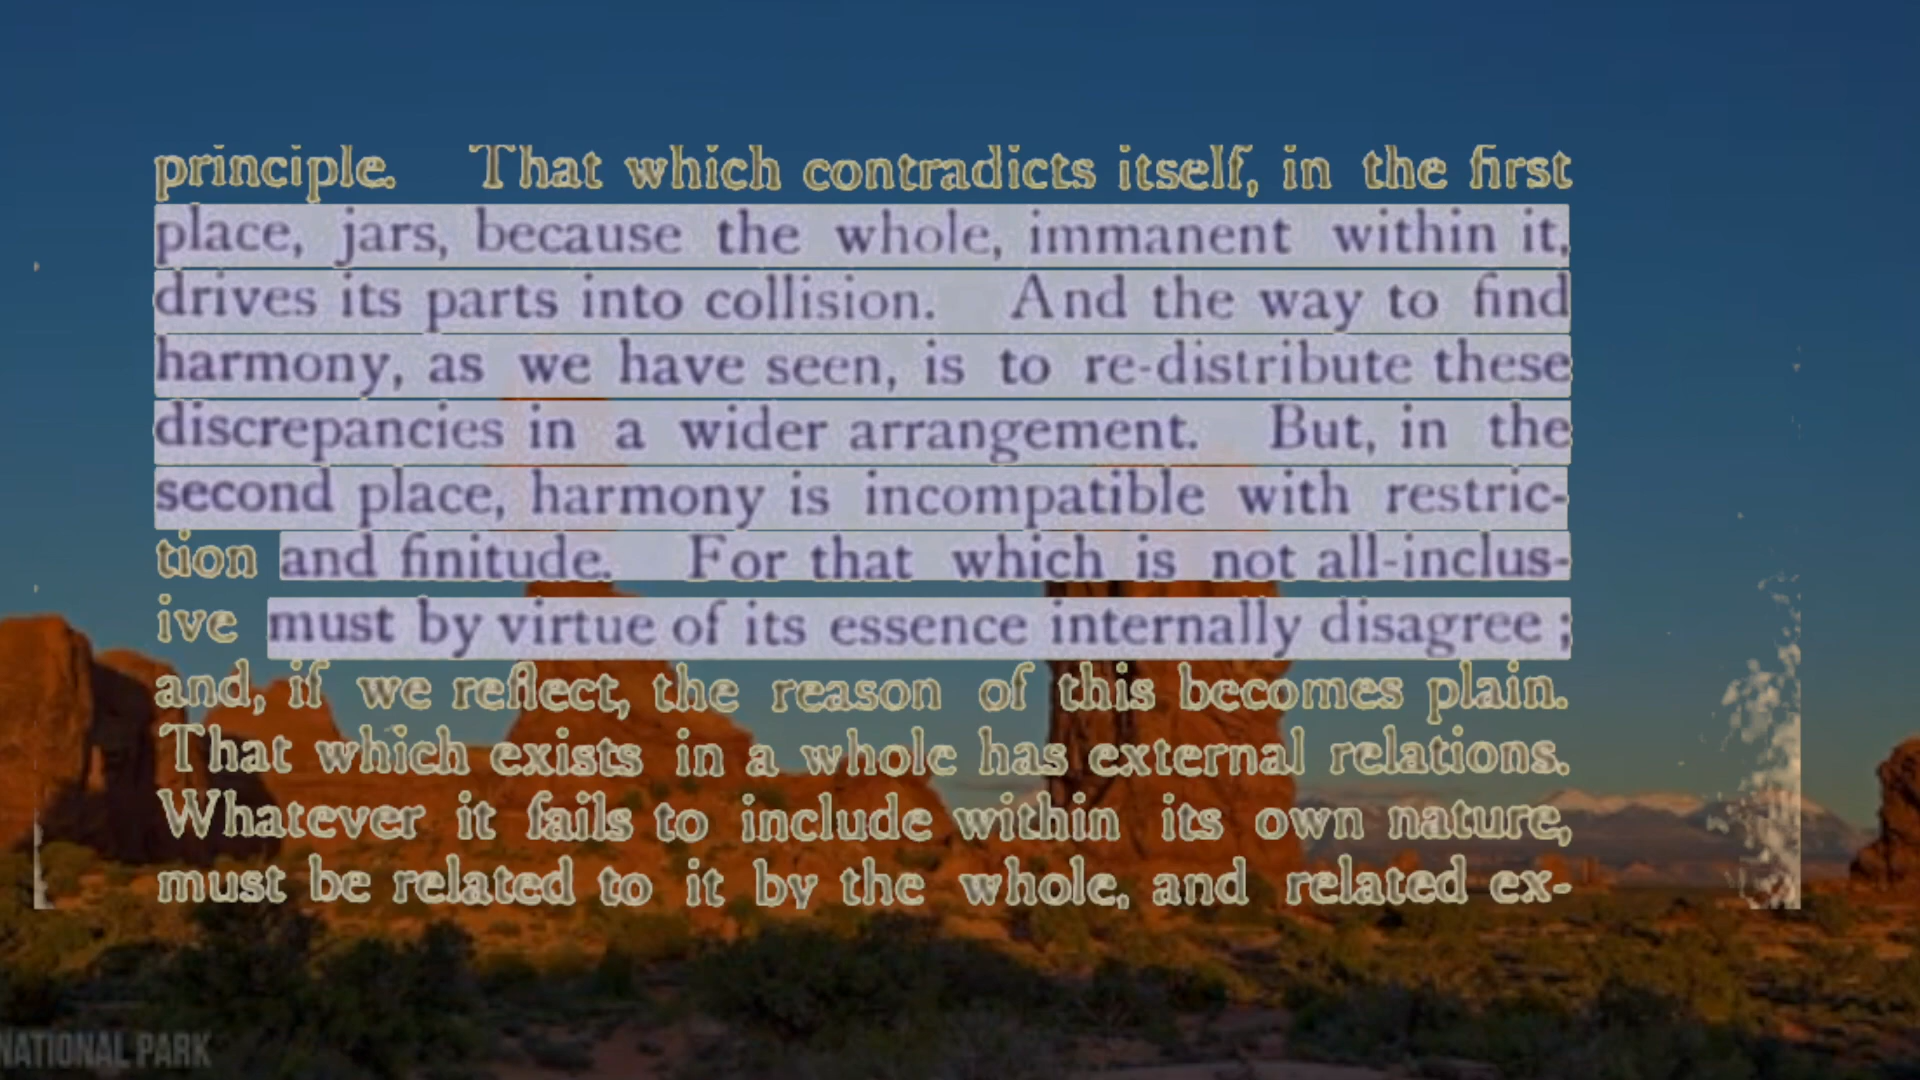 principle. That which contradicts itself, in the first
place, jars, because the whole, immanent within it,
drives its parts into collision. And the way to find
harmony, as we have seen, is to re-distribute these
discrepancies in a wider arrangement. But, in the
second place, harmony is incompatible with restric-
tion and finitude. For that which is not all-inclus-
ive must by virtue of its essence internally disagree ;
and, if we reflect, the reason of this becomes plain.
That which exists in a whole has external relations.
Whatever it fails to include within its own nature,
must be related to it by the whole, and related ex-
NATIONAL PARK